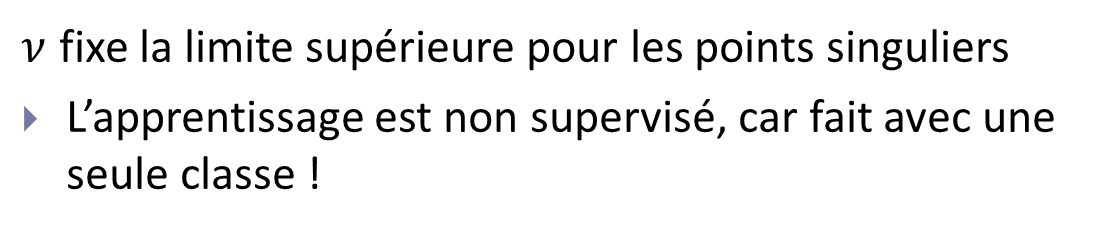 𝜈 fixe la limite supérieure pour les points singuliers
L’apprentissage est non supervisé, car fait avec une
seule classe !